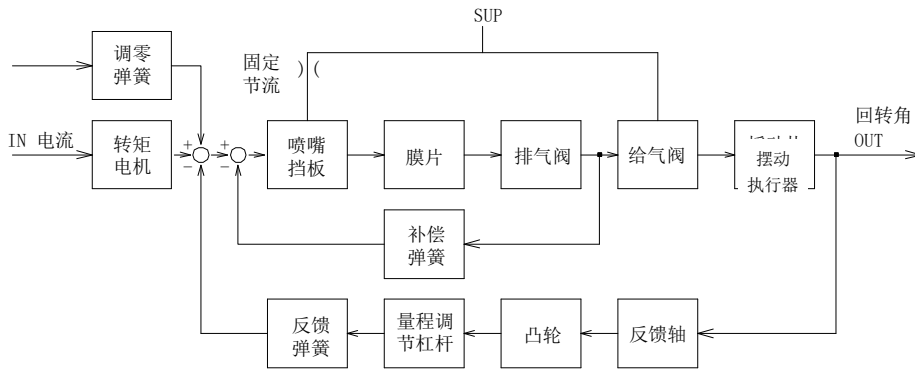 SUP
调零
弹簧
固定
节流
)(
IN 电流
转矩
电机
+
−
+
−
喷嘴
挡板
膜片
排气阀
给气阀
摆动
执行器
回转角
OUT
补偿
弹簧
反馈
弹簧
量程调
节杠杆
凸轮
反馈轴